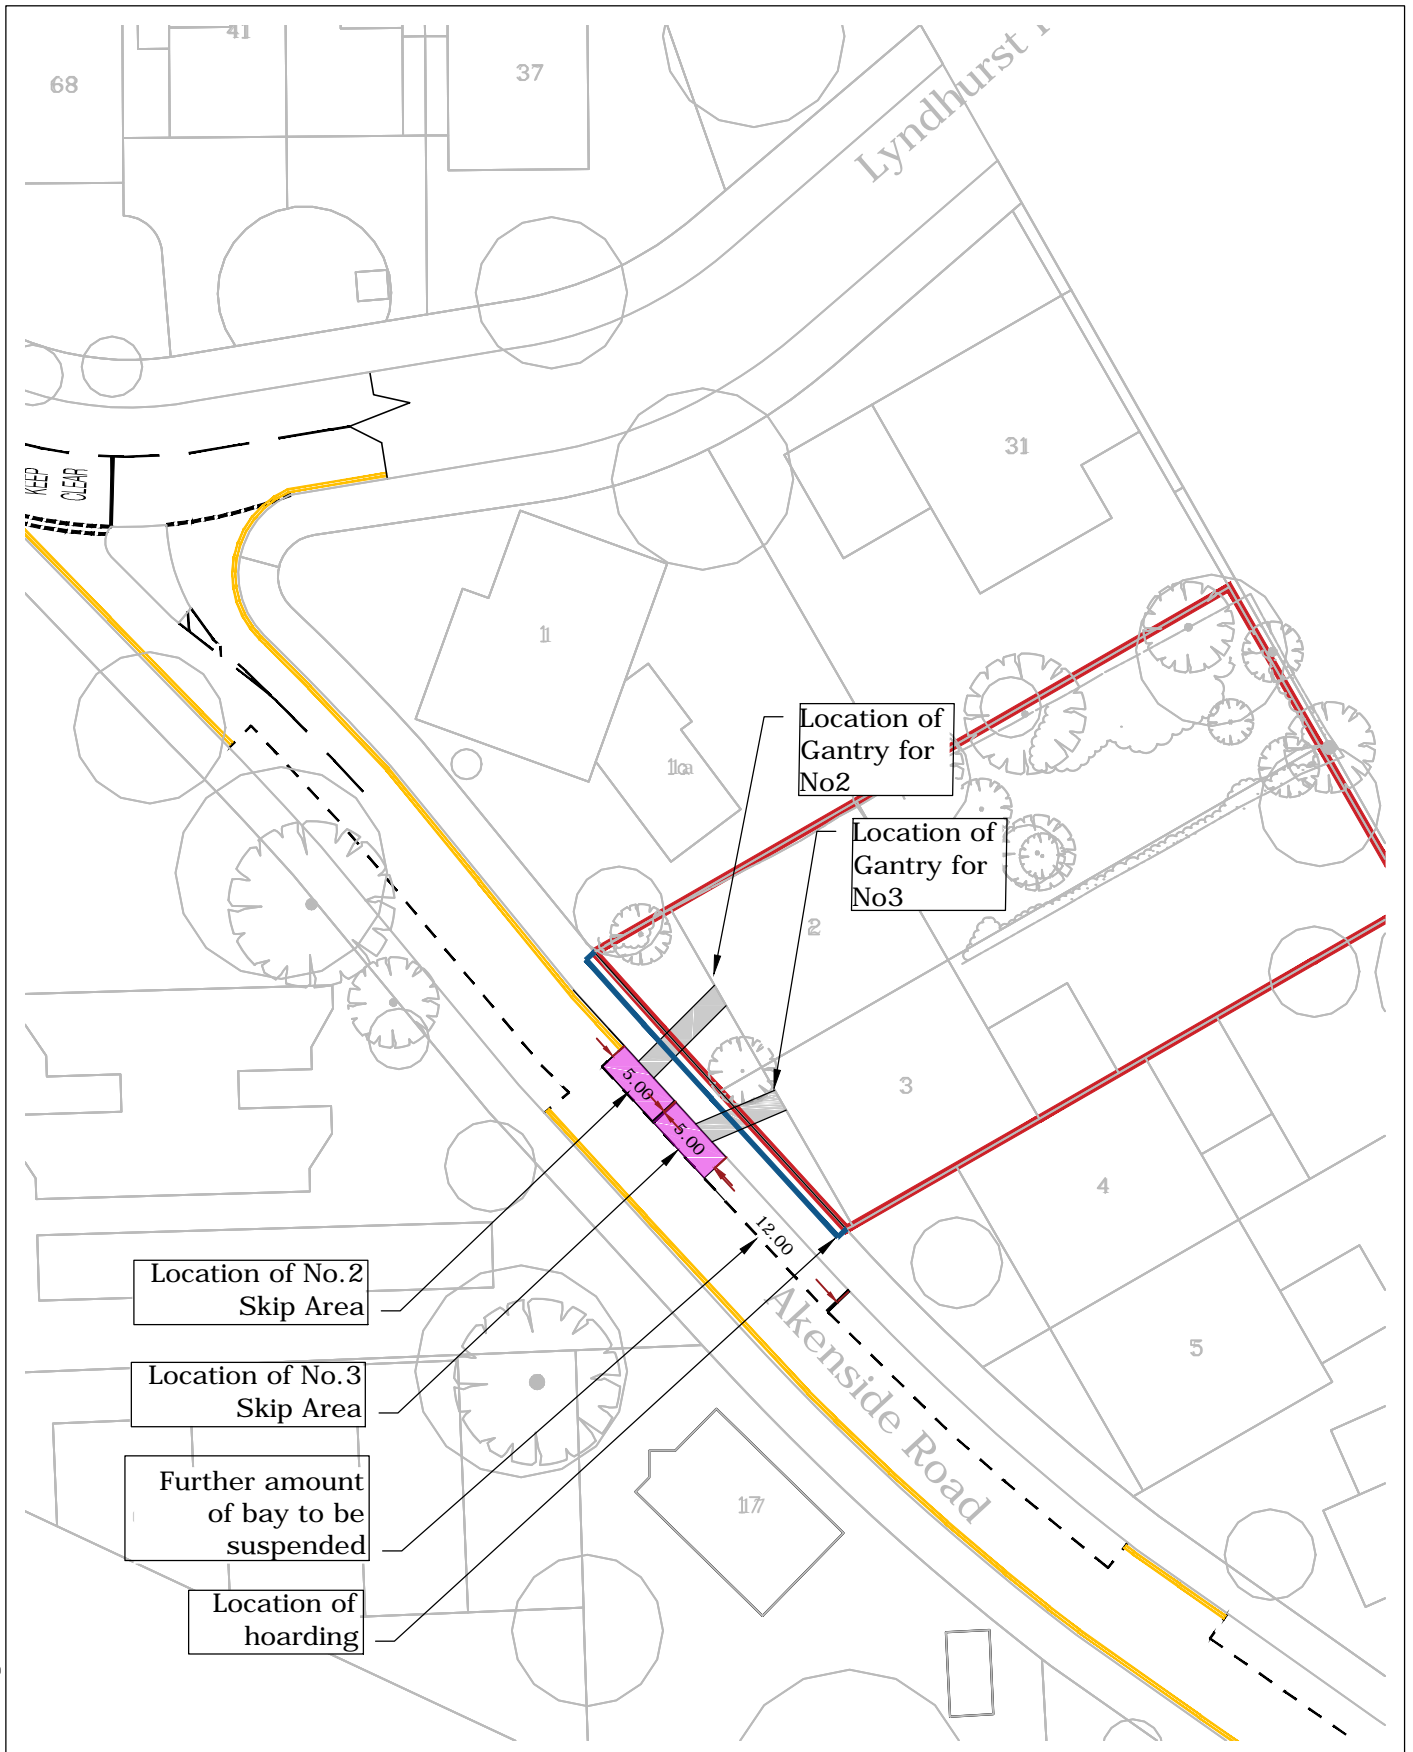 41
68
37
Lyndhurst
31
KEEP
CLEAR
1
1a
Location of
Gantry for
No2
Location of
Gantry for
No3
2
3
5.00
5.00
4
12.00
Location of No.2
Skip Area
Akenside Road
5
Location of No.3
Skip Area
Further amount
of bay to be
suspended
17
Location of
hoarding